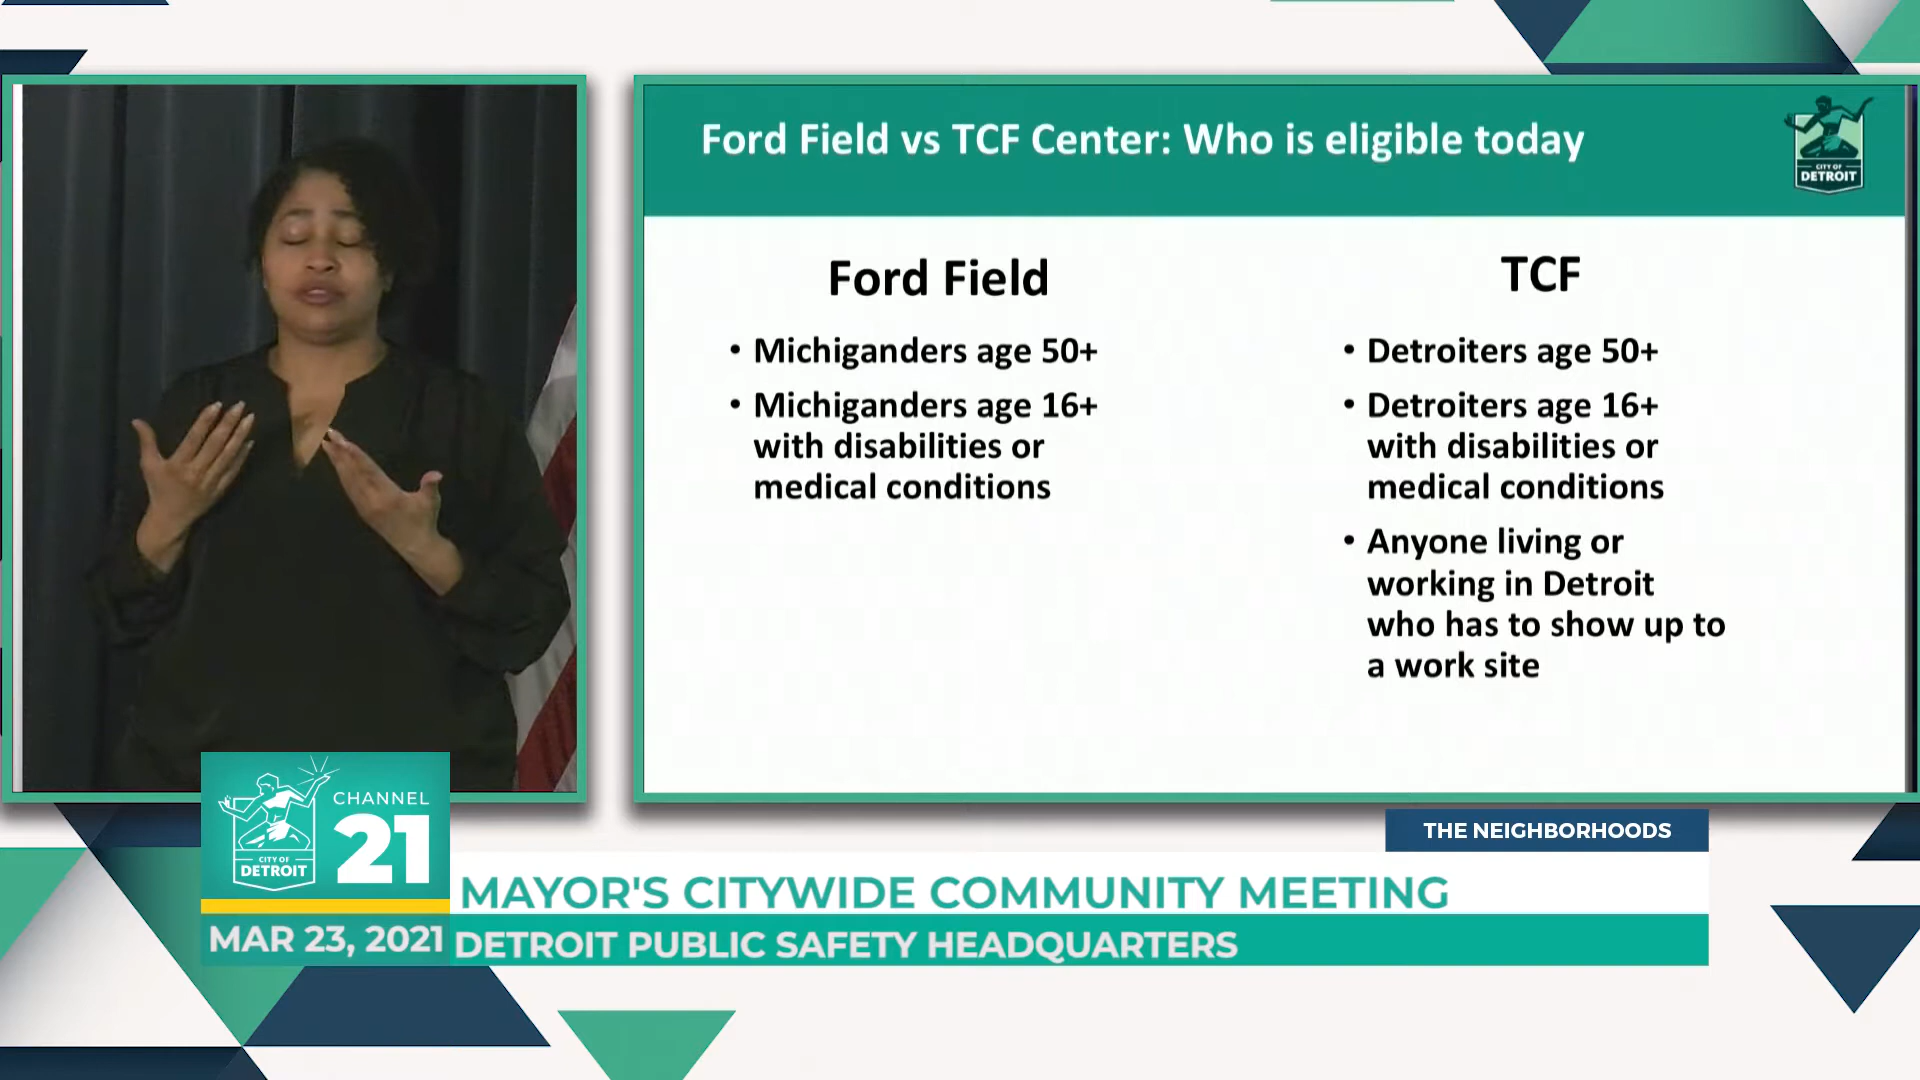 Ford Field vs TCF Center: Who is eligible today
CITY OF
DETROIT
Ford Field
• Michiganders age 50+
• Michiganders age 16+
with disabilities or
medical conditions
TCF
• Detroiters age 50+
• Detroiters age 16+
with disabilities or
medical conditions
• Anyone living or
working in Detroit
who has to show up to
a work site
THE NEIGHBORHOODS
CHANNEL
21
CITY OF
DETROIT
MAYOR'S CITYWIDE COMMUNITY MEETING
MAR 23, 2021
DETROIT PUBLIC SAFETY HEADQUARTERS